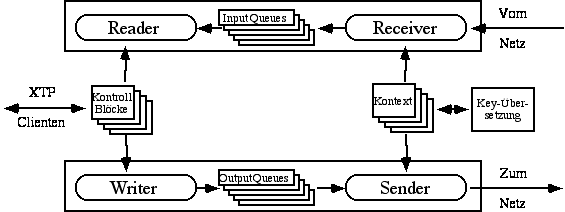 Reader
InputQueues
Receiver
Vom
Netz
XTP
Clienten
Kontroll
Blöcke
Kontext
Key-Über-
setzung
Writer
OutputQueues
Sender
Zum
Netz